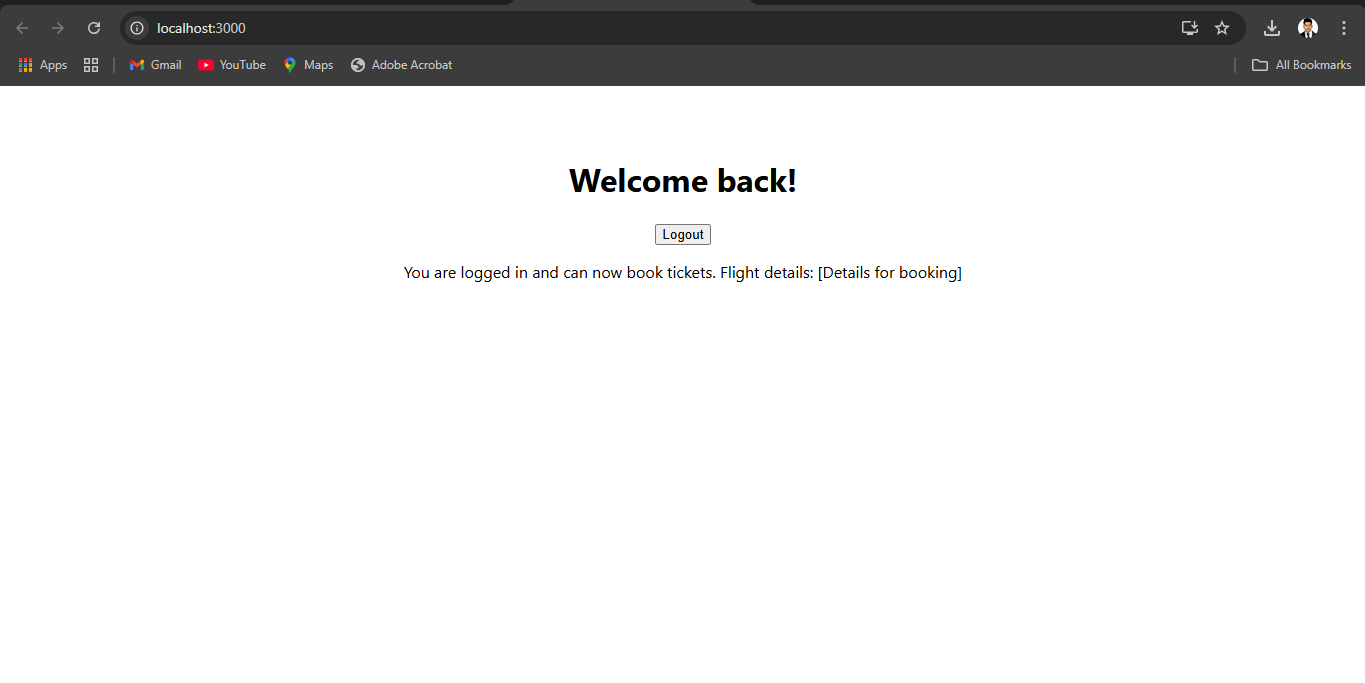 localhost:3000
Apps Gmail YouTube Maps Adobe Acrobat All Bookmarks
Welcome back!
Logout
You are logged in and can now book tickets. Flight details: [Details for booking]